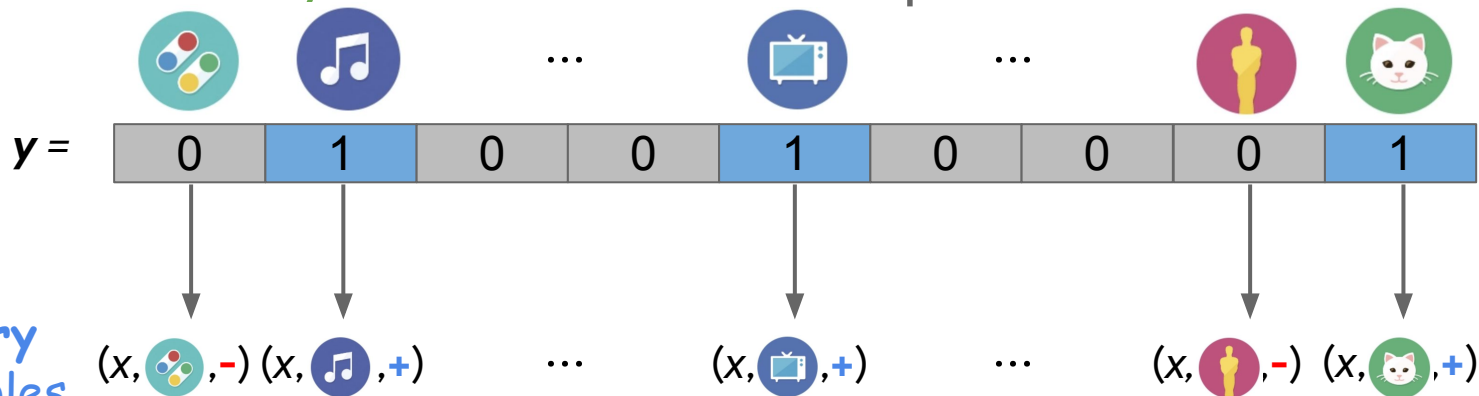 ... ...
y = 0 1 0 0 1 0 0 0 1
(x, ,-) (x, ,+) ... (x, ,+) ... (x, ,-) (x, ,+)